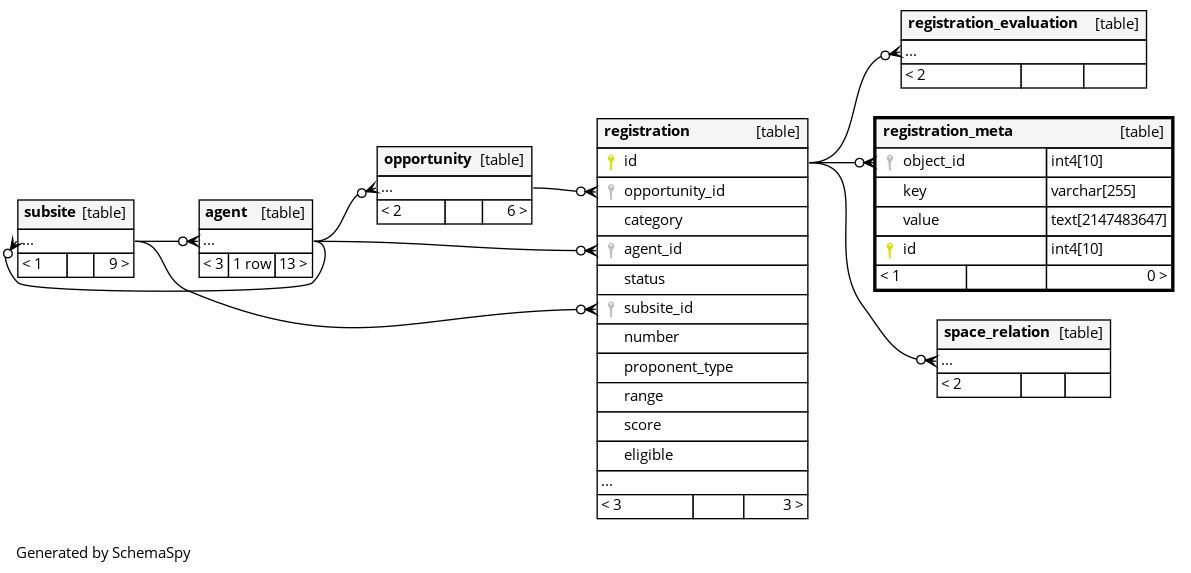 subsite [table]
...
< 1 9 >
agent [table]
...
< 3 1 row 13 >
opportunity [table]
...
< 2 6 >
registration [table]
id
opportunity_id
category
agent_id
status
subsite_id
number
proponent_type
range
score
eligible
...
< 3 3 >
registration_evaluation [table]
...
< 2
registration_meta [table]
object_id int4[10]
key varchar[255]
value text[2147483647]
id int4[10]
< 1 0 >
space_relation [table]
...
< 2
Generated by SchemaSpy